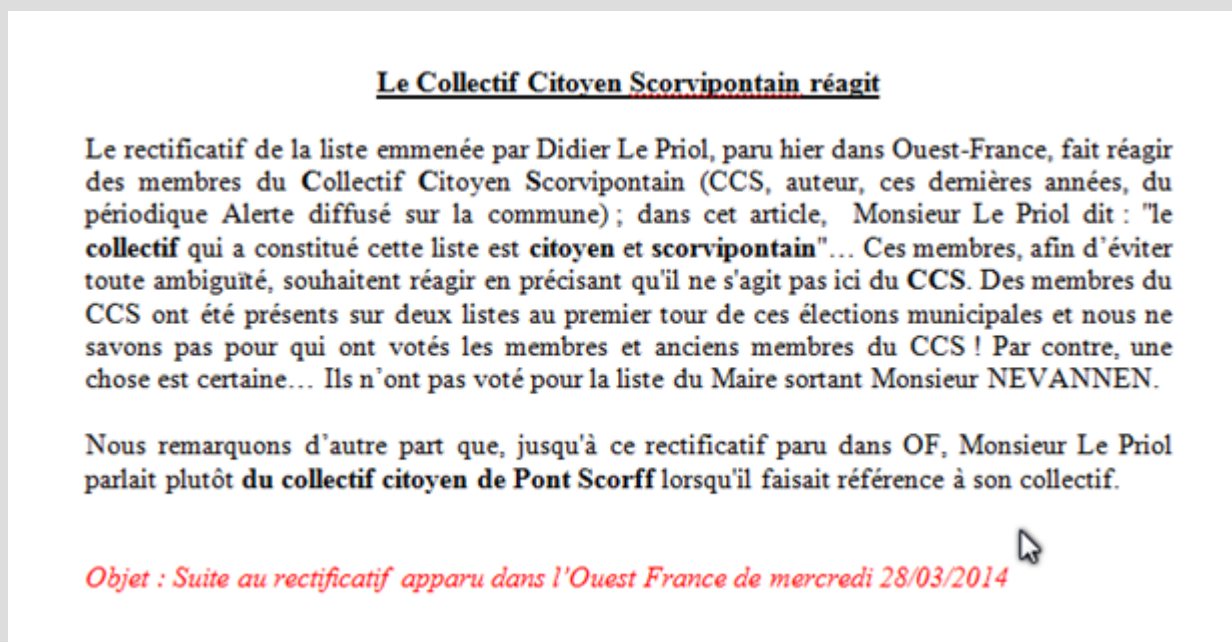 Le Collectif Citoyen Scorvipontain réagit
Le rectificatif de la liste emmenée par Didier Le Priol, paru hier dans Ouest-France, fait réagir
des membres du Collectif Citoyen Scorvipontain (CCS, auteur, ces dernières années, du
périodique Alerte diffusé sur la commune) ; dans cet article, Monsieur Le Priol dit : "le
collectif qui a constitué cette liste est citoyen et scorvipontain"… Ces membres, afin d’éviter
toute ambiguïté, souhaitent réagir en précisant qu'il ne s'agit pas ici du CCS. Des membres du
CCS ont été présents sur deux listes au premier tour de ces élections municipales et nous ne
savons pas pour qui ont votés les membres et anciens membres du CCS ! Par contre, une
chose est certaine… Ils n’ont pas voté pour la liste du Maire sortant Monsieur NEVANNEN.
Nous remarquons d’autre part que, jusqu'à ce rectificatif paru dans OF, Monsieur Le Priol
parlait plutôt du collectif citoyen de Pont Scorff lorsqu'il faisait référence à son collectif.
Objet : Suite au rectificatif apparu dans l’Ouest France de mercredi 28/03/2014